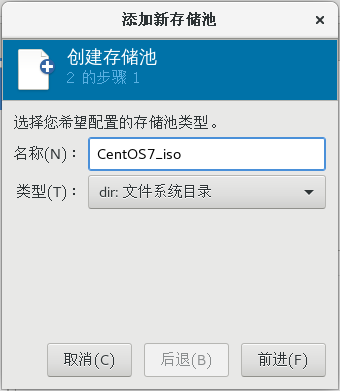 添加新存储池
创建存储池
2 的步骤 1
选择您希望配置的存储池类型。
名称(N)： CentOS7_iso
类型(T)： dir: 文件系统目录
取消(C) 后退(B) 前进(F)